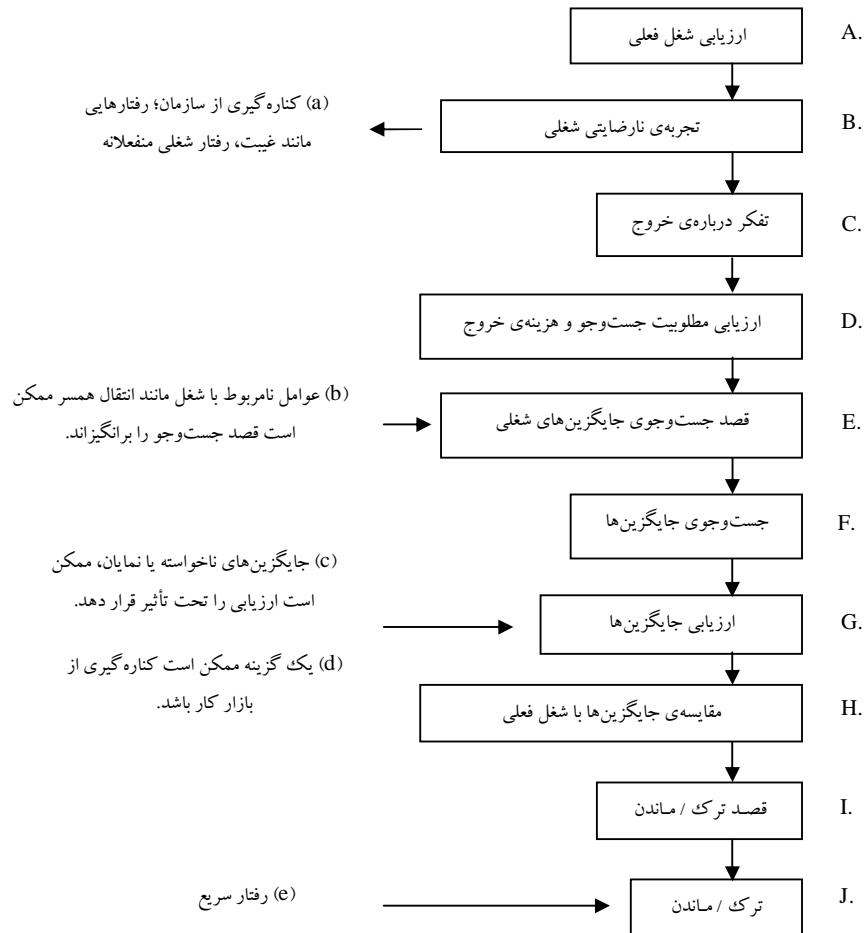 A. ارزیابی شغل فعلی
(a) کناره‌گیری از سازمان؛ رفتارهایی
مانند غیبت، رفتار شغلی منفعلانه
B. تجربه‌ی نارضایتی شغلی
C. تفکر درباره‌ی خروج
D. ارزیابی مطلوبیت جست‌وجو و هزینه‌ی خروج
(b) عوامل نامربوط با شغل مانند انتقال همسر ممکن
است قصد جست‌وجو را برانگیزاند.
E. قصد جست‌وجوی جایگزین‌های شغلی
F. جست‌وجوی جایگزین‌ها
(c) جایگزین‌های ناخواسته یا نمایان، ممکن
است ارزیابی را تحت تأثیر قرار دهد.
G. ارزیابی جایگزین‌ها
(d) یک گزینه ممکن است کناره‌گیری از
بازار کار باشد.
H. مقایسه‌ی جایگزین‌ها با شغل فعلی
I. قصد ترک / ماندن
(e) رفتار سریع
J. ترک / ماندن